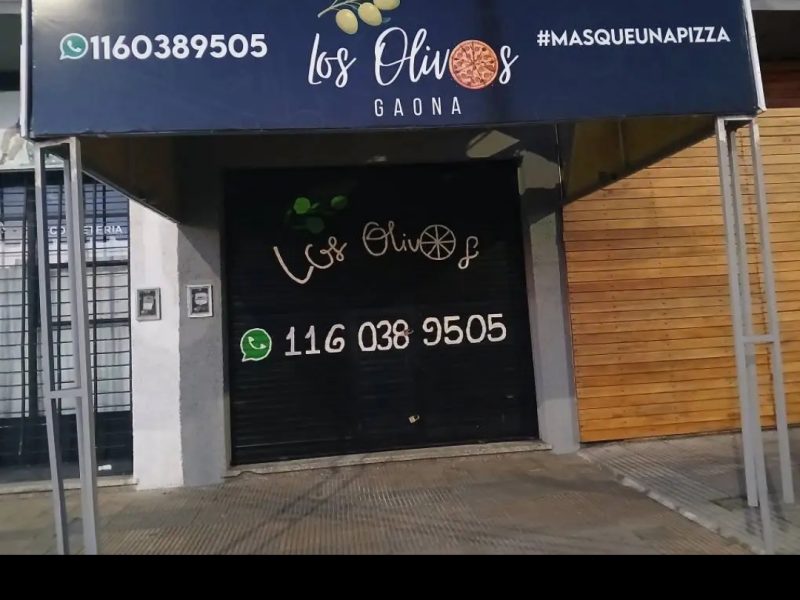 1160389505
Los Olivos
GAONA
#MASQUEUNAPIZZA
Los Olivos
116 038 9505